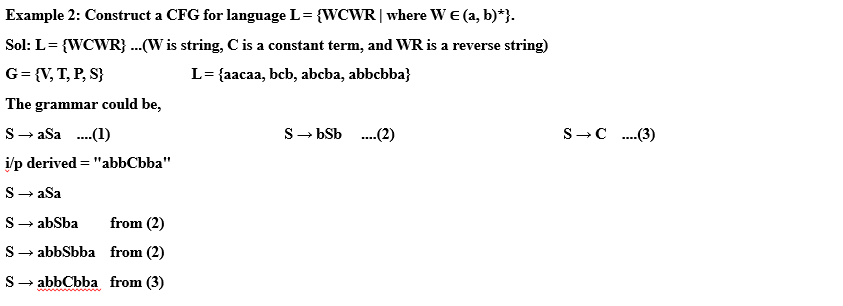 Example 2: Construct a CFG for language L = {WCWR | where W ∈ (a, b)*}.
Sol: L = {WCWR} ...(W is string, C is a constant term, and WR is a reverse string)
G = {V, T, P, S} L = {aacaa, bcb, abcba, abbcbba}
The grammar could be,
S → aSa ....(1) S → bSb ....(2) S → C ....(3)
i/p derived = "abbCbba"
S → aSa
S → abSba from (2)
S → abbSbba from (2)
S → abbCbba from (3)